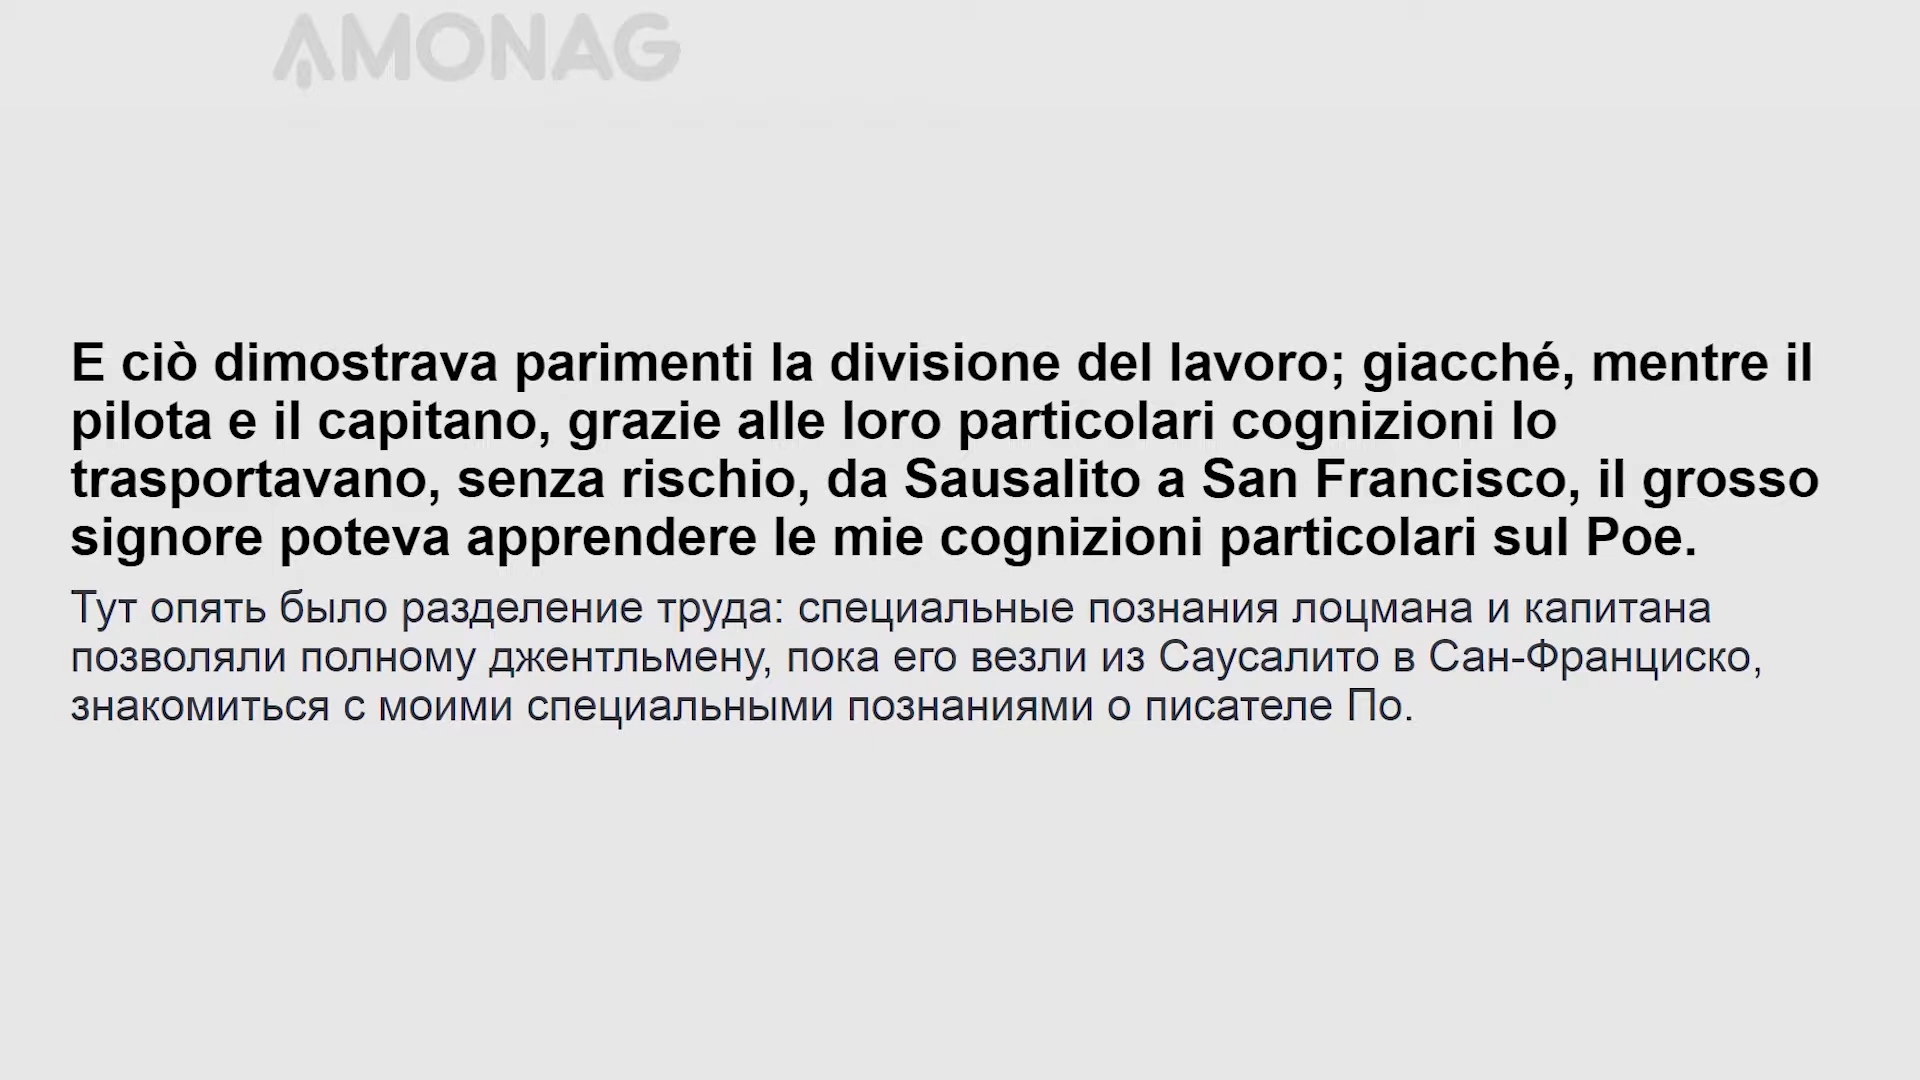 AMONAG
E ciò dimostrava parimenti la divisione del lavoro; giacché, mentre il
pilota e il capitano, grazie alle loro particolari cognizioni lo
trasportavano, senza rischio, da Sausalito a San Francisco, il grosso
signore poteva apprendere le mie cognizioni particolari sul Poe.
Тут опять было разделение труда: специальные познания лоцмана и капитана
позволяли полному джентльмену, пока его везли из Саусалито в Сан-Франциско,
знакомиться с моими специальными познаниями о писателе По.